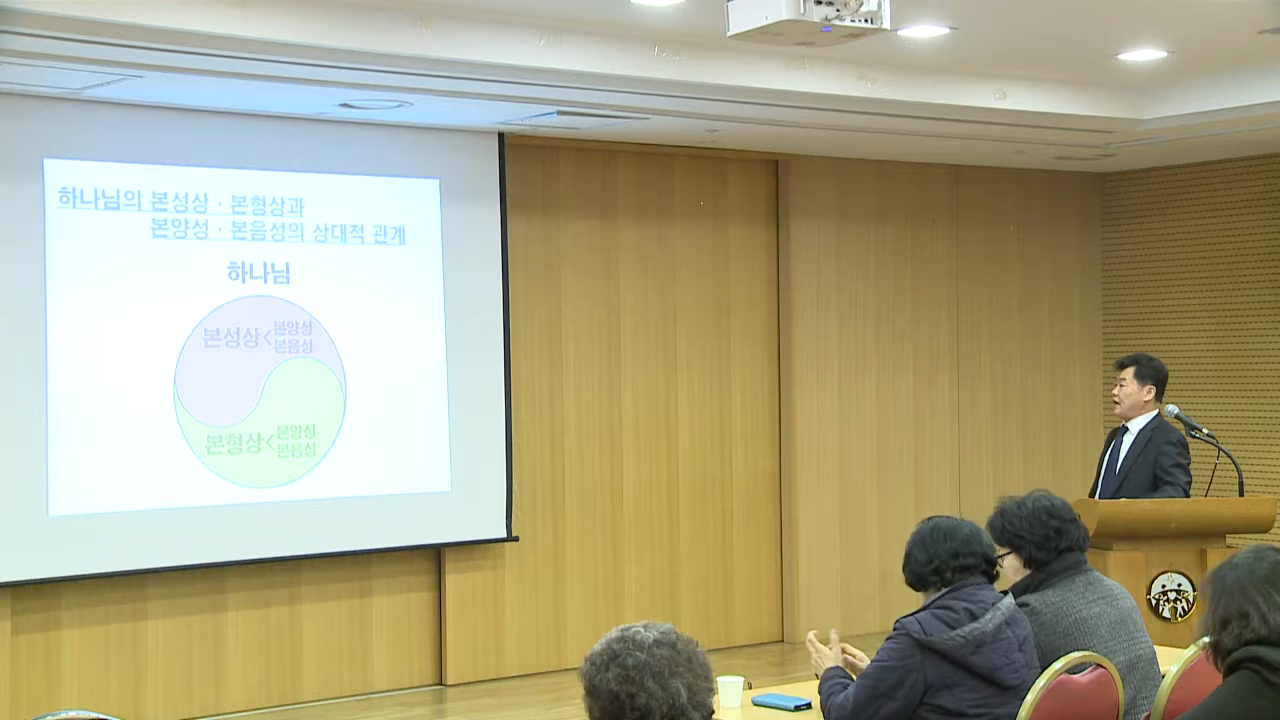 하나님의 본성상·본형상과
본양성·본음성의 상대적 관계
하나님
본성상<본양성
본음성
본형상<본양성
본음성